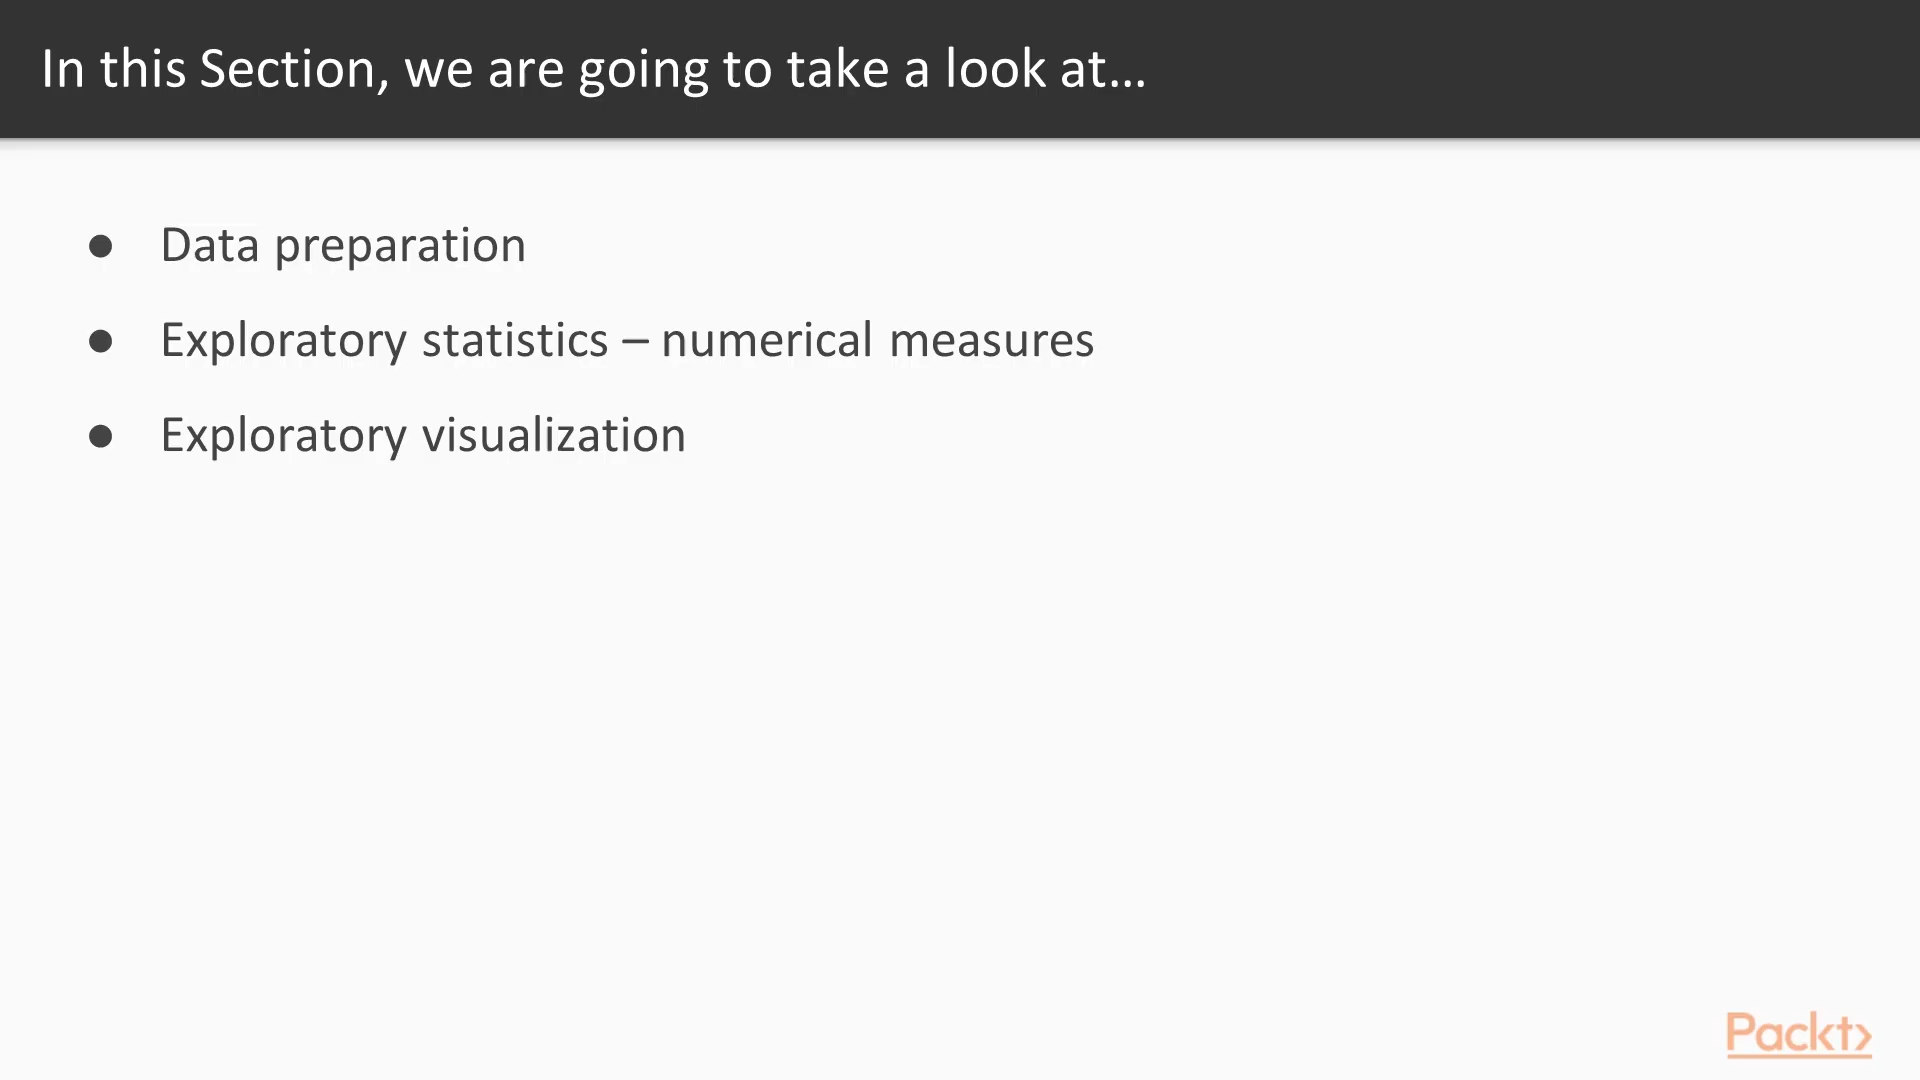 In this Section, we are going to take a look at...
● Data preparation
● Exploratory statistics – numerical measures
● Exploratory visualization
Packt>